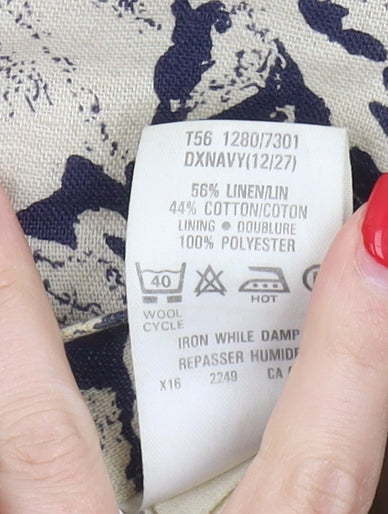 T56 1280/7301
DXNAVY(12/27)
56% LINEN/LIN
44% COTTON/COTON
LINING ● DOUBLURE
100% POLYESTER
40
HOT
WOOL
CYCLE
IRON WHILE DAMP
REPASSER HUMIDE
X16 2249 CA